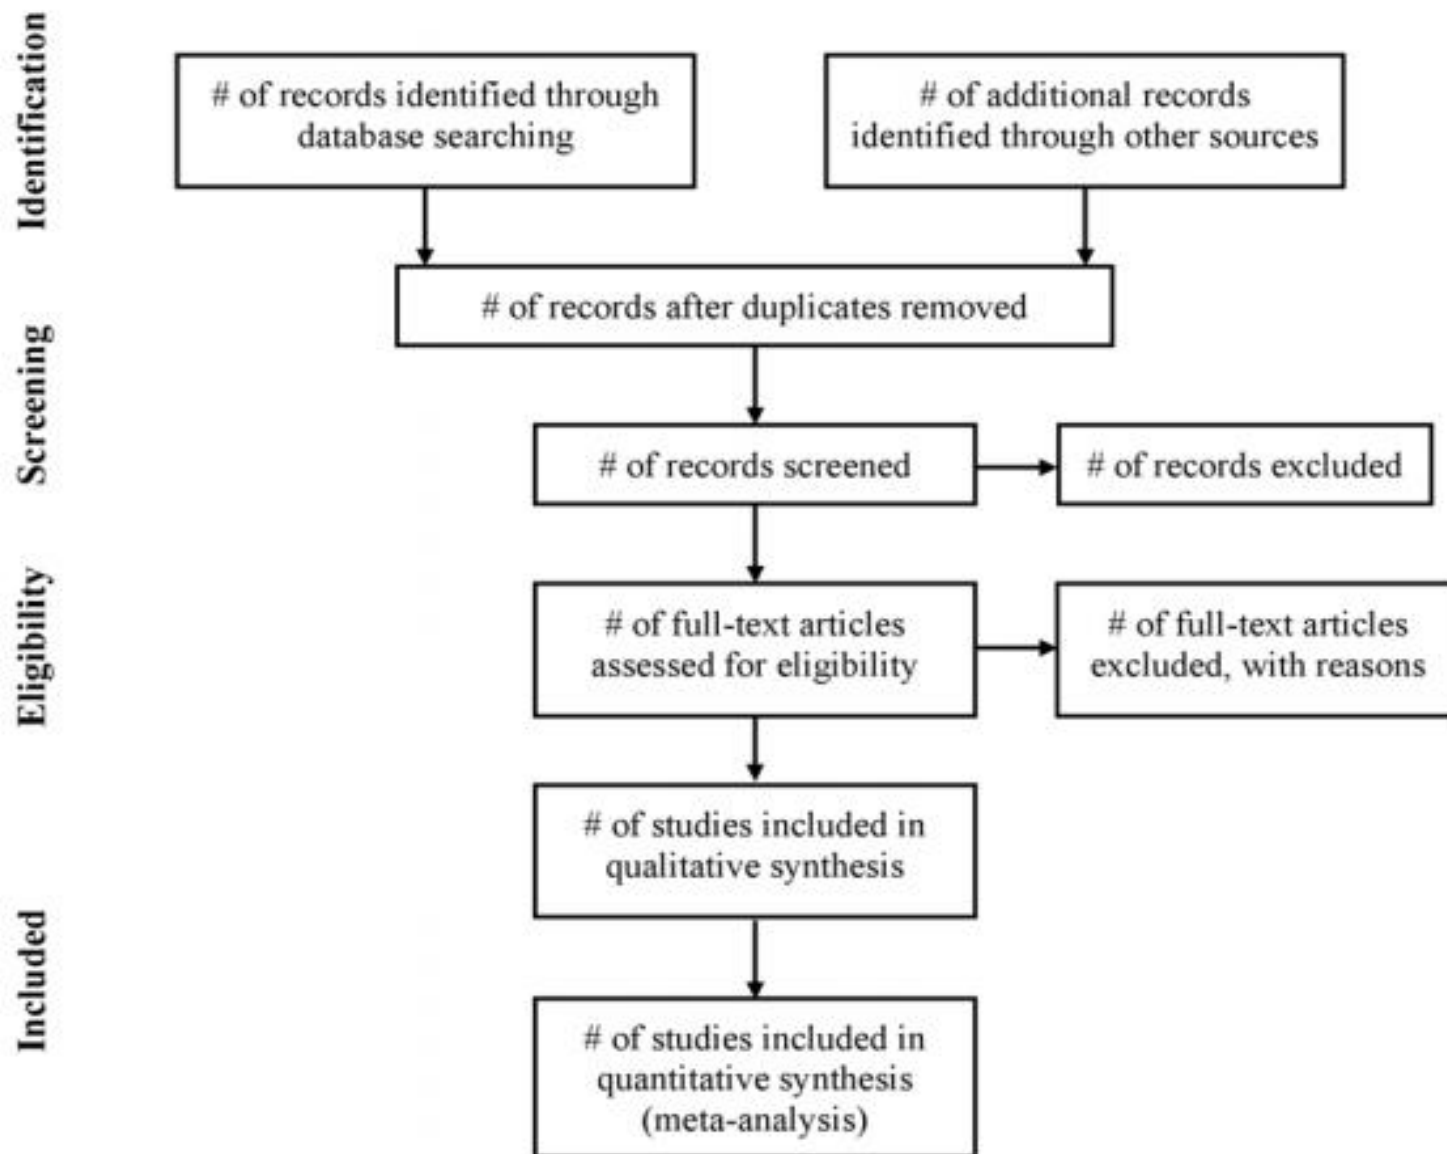 Identification
# of records identified through
database searching
# of additional records
identified through other sources
# of records after duplicates removed
Screening
# of records screened
# of records excluded
Eligibility
# of full-text articles
assessed for eligibility
# of full-text articles
excluded, with reasons
Included
# of studies included in
qualitative synthesis
# of studies included in
quantitative synthesis
(meta-analysis)